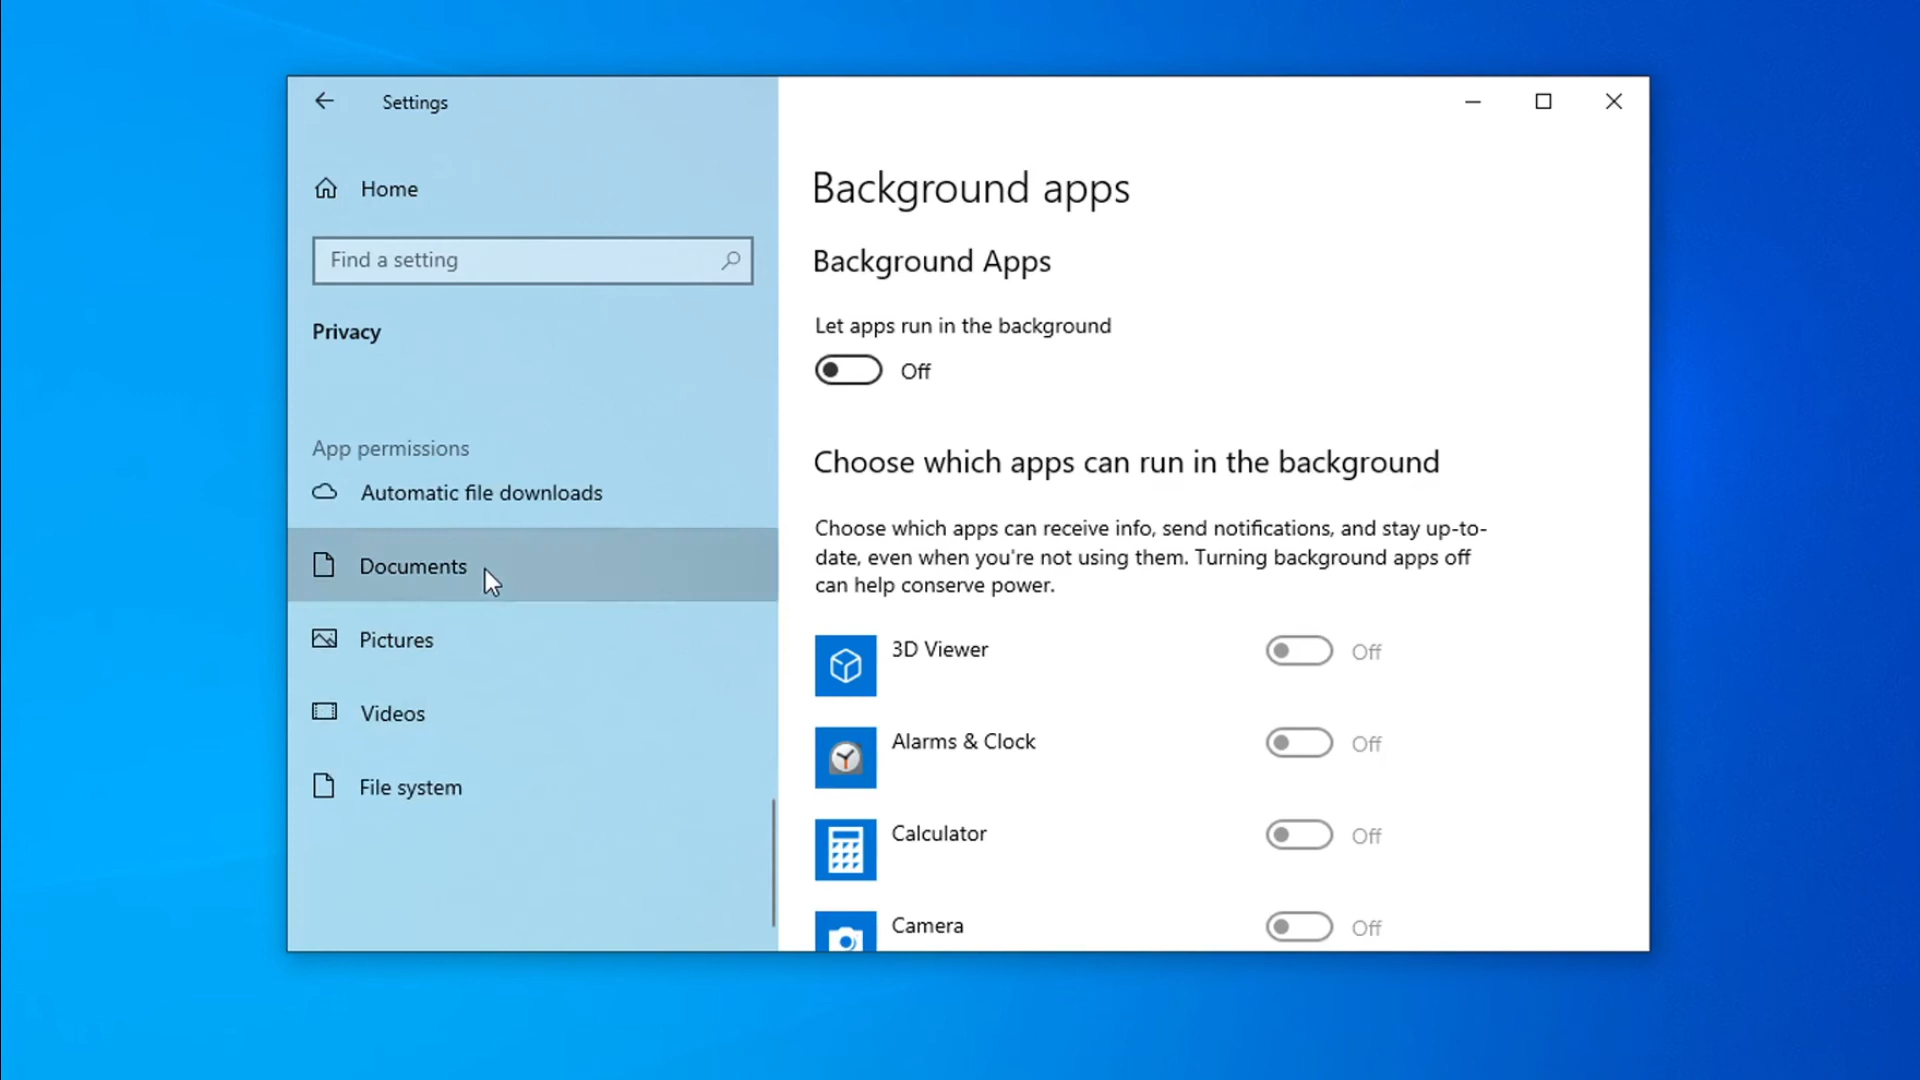 Settings
Home
Find a setting
Privacy
App permissions
Automatic file downloads
Documents
Pictures
Videos
File system
Background apps
Background Apps
Let apps run in the background
Off
Choose which apps can run in the background
Choose which apps can receive info, send notifications, and stay up-to-
date, even when you're not using them. Turning background apps off
can help conserve power.
3D Viewer Off
Alarms & Clock Off
Calculator Off
Camera Off